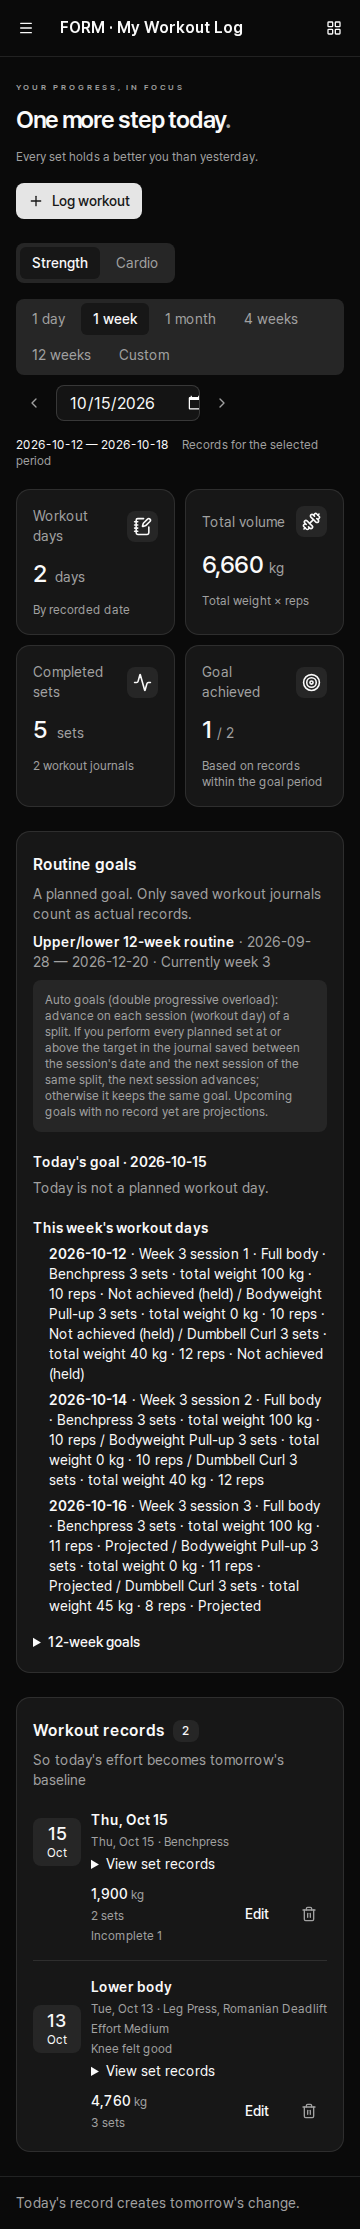 FORM · My Workout Log
YOUR PROGRESS, IN FOCUS
One more step today.
Every set holds a better you than yesterday.
Log workout
Strength Cardio
1 day 1 week 1 month 4 weeks
12 weeks Custom
10/15/2026
2026-10-12 — 2026-10-18 Records for the selected
period
Workout
days
2 days
By recorded date
Total volume
6,660 kg
Total weight × reps
Completed
sets
5 sets
2 workout journals
Goal
achieved
1 / 2
Based on records
within the goal period
Routine goals
A planned goal. Only saved workout journals
count as actual records.
Upper/lower 12-week routine · 2026-09-
28 — 2026-12-20 · Currently week 3
Auto goals (double progressive overload):
advance on each session (workout day) of a
split. If you perform every planned set at or
above the target in the journal saved between
the session's date and the next session of the
same split, the next session advances;
otherwise it keeps the same goal. Upcoming
goals with no record yet are projections.
Today's goal · 2026-10-15
Today is not a planned workout day.
This week's workout days
2026-10-12 · Week 3 session 1 · Full body ·
Benchpress 3 sets · total weight 100 kg ·
10 reps · Not achieved (held) / Bodyweight
Pull-up 3 sets · total weight 0 kg · 10 reps ·
Not achieved (held) / Dumbbell Curl 3 sets ·
total weight 40 kg · 12 reps · Not achieved
(held)
2026-10-14 · Week 3 session 2 · Full body
· Benchpress 3 sets · total weight 100 kg ·
10 reps / Bodyweight Pull-up 3 sets · total
weight 0 kg · 10 reps / Dumbbell Curl 3
sets · total weight 40 kg · 12 reps
2026-10-16 · Week 3 session 3 · Full body
· Benchpress 3 sets · total weight 100 kg ·
11 reps · Projected / Bodyweight Pull-up 3
sets · total weight 0 kg · 11 reps ·
Projected / Dumbbell Curl 3 sets · total
weight 45 kg · 8 reps · Projected
12-week goals
Workout records 2
So today's effort becomes tomorrow's
baseline
15
Oct
Thu, Oct 15
Thu, Oct 15 · Benchpress
View set records
1,900 kg
2 sets
Incomplete 1
Edit
13
Oct
Lower body
Tue, Oct 13 · Leg Press, Romanian Deadlift
Effort Medium
Knee felt good
View set records
4,760 kg
3 sets
Edit
Today's record creates tomorrow's change.